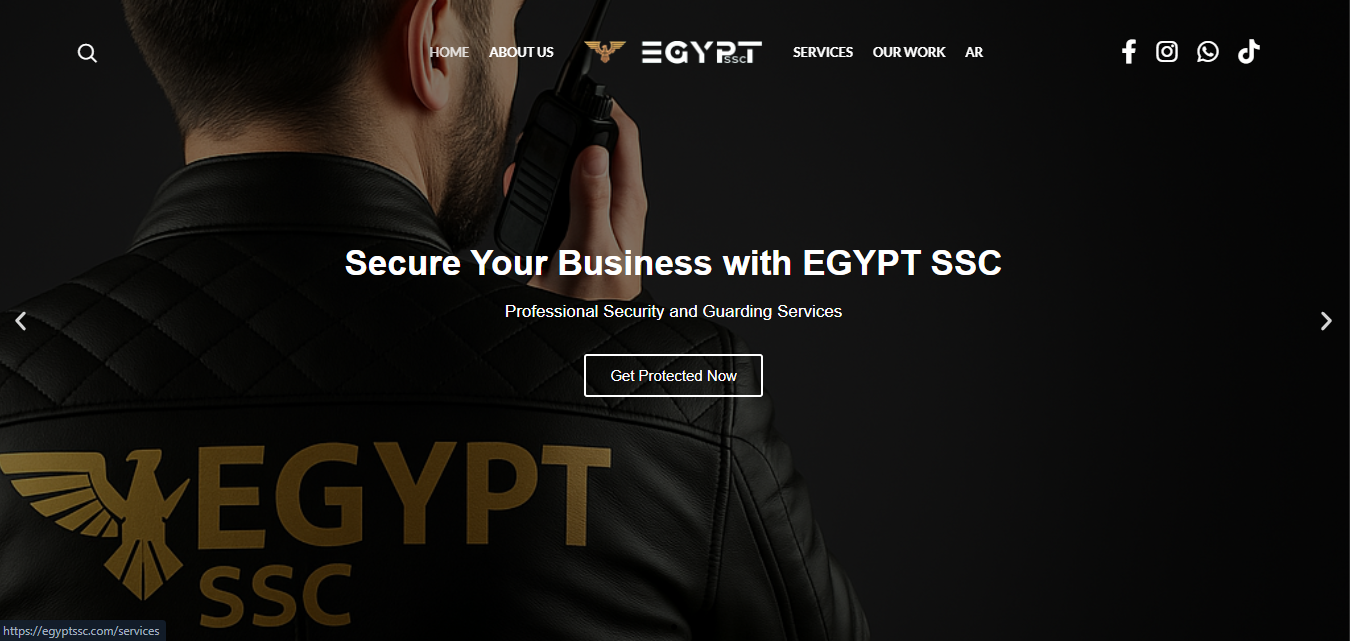 HOME ABOUT US EGYPT SSC SERVICES OUR WORK AR
Secure Your Business with EGYPT SSC
Professional Security and Guarding Services
Get Protected Now
EGYPT
SSC
https://egyptssc.com/services